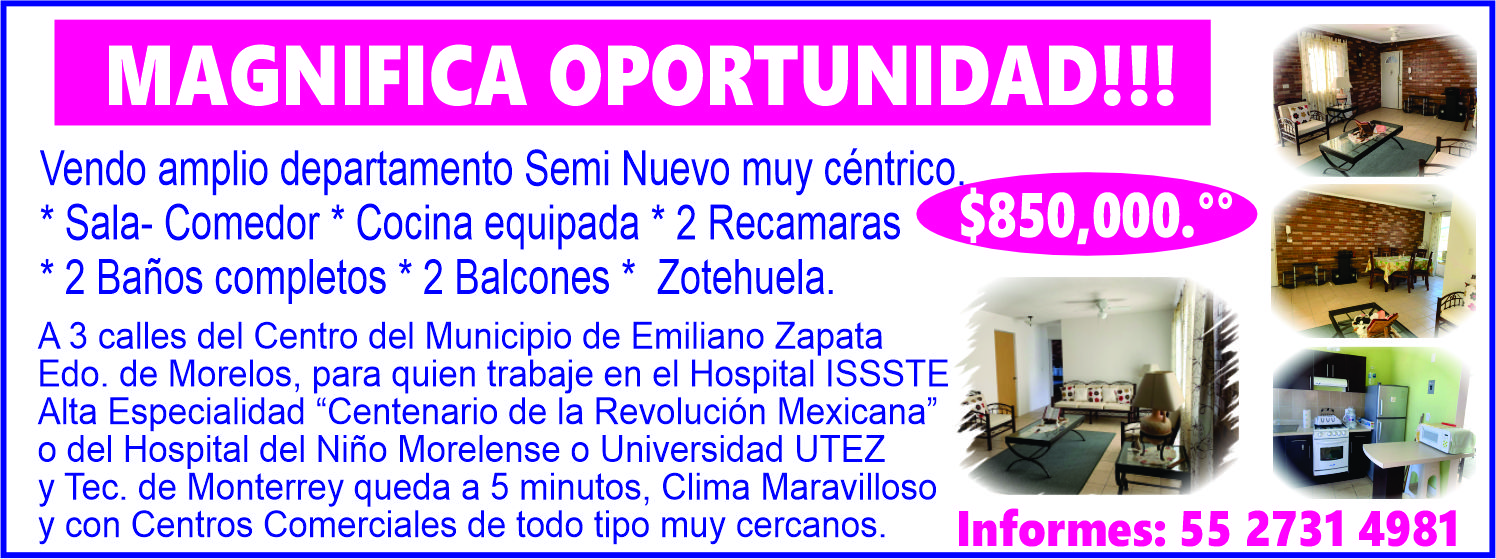 MAGNIFICA OPORTUNIDAD!!!
Vendo amplio departamento Semi Nuevo muy céntrico.
* Sala- Comedor * Cocina equipada * 2 Recamaras
* 2 Baños completos * 2 Balcones * Zotehuela.
$850,000.°°
A 3 calles del Centro del Municipio de Emiliano Zapata
Edo. de Morelos, para quien trabaje en el Hospital ISSSTE
Alta Especialidad “Centenario de la Revolución Mexicana”
o del Hospital del Niño Morelense o Universidad UTEZ
y Tec. de Monterrey queda a 5 minutos, Clima Maravilloso
y con Centros Comerciales de todo tipo muy cercanos.
Informes: 55 2731 4981